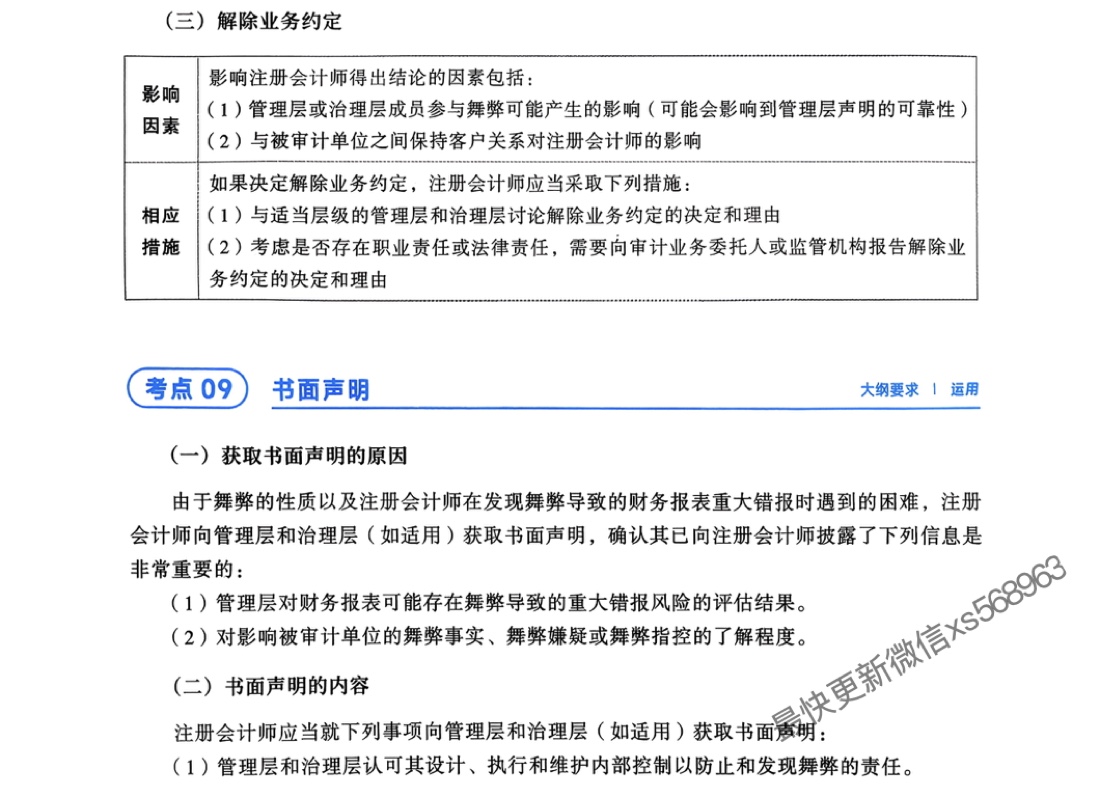 （三）解除业务约定
影响
因素
影响注册会计师得出结论的因素包括：
（1）管理层或治理层成员参与舞弊可能产生的影响（可能会影响到管理层声明的可靠性）
（2）与被审计单位之间保持客户关系对注册会计师的影响
相应
措施
如果决定解除业务约定，注册会计师应当采取下列措施：
（1）与适当层级的管理层和治理层讨论解除业务约定的决定和理由
（2）考虑是否存在职业责任或法律责任，需要向审计业务委托人或监管机构报告解除业
务约定的决定和理由
考点 09 书面声明 大纲要求 | 运用
（一）获取书面声明的原因
由于舞弊的性质以及注册会计师在发现舞弊导致的财务报表重大错报时遇到的困难，注册
会计师向管理层和治理层（如适用）获取书面声明，确认其已向注册会计师披露了下列信息是
非常重要的：
（1）管理层对财务报表可能存在舞弊导致的重大错报风险的评估结果。
（2）对影响被审计单位的舞弊事实、舞弊嫌疑或舞弊指控的了解程度。
（二）书面声明的内容
注册会计师应当就下列事项向管理层和治理层（如适用）获取书面声明：
（1）管理层和治理层认可其设计、执行和维护内部控制以防止和发现舞弊的责任。
最快更新微信xs568963